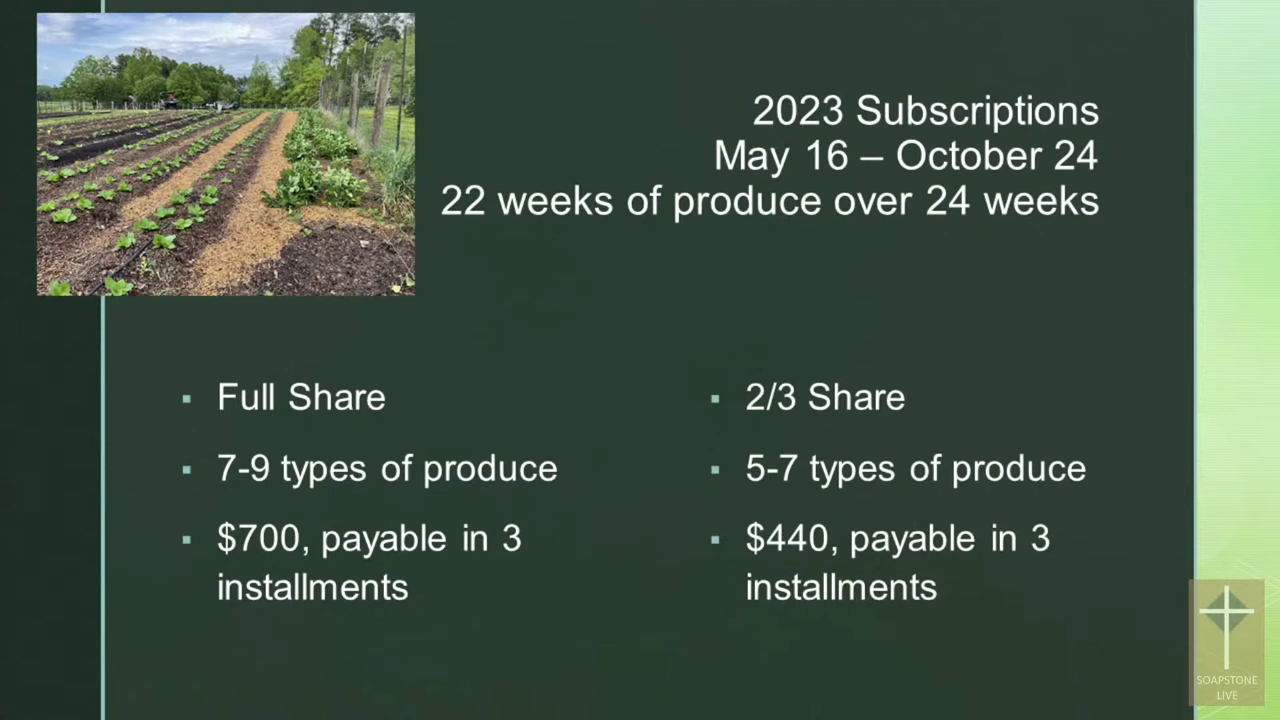 2023 Subscriptions
May 16 – October 24
22 weeks of produce over 24 weeks
▪ Full Share
▪ 7-9 types of produce
▪ $700, payable in 3
installments
▪ 2/3 Share
▪ 5-7 types of produce
▪ $440, payable in 3
installments
SOAPSTONE
LIVE